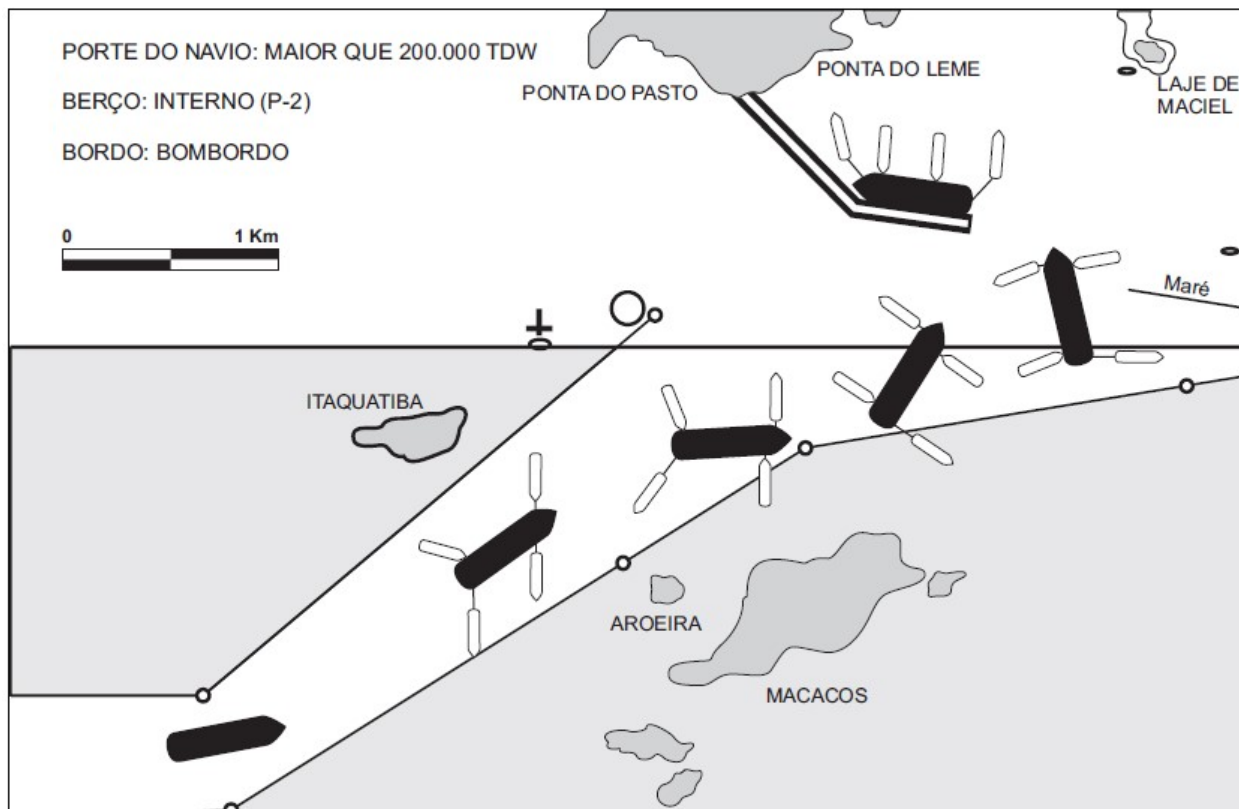 PORTE DO NAVIO: MAIOR QUE 200.000 TDW
BERÇO: INTERNO (P-2)
BORDO: BOMBORDO
0 1 Km
PONTA DO PASTO
PONTA DO LEME
LAJE DE
MACIEL
Maré
ITAQUATIBA
AROEIRA
MACACOS